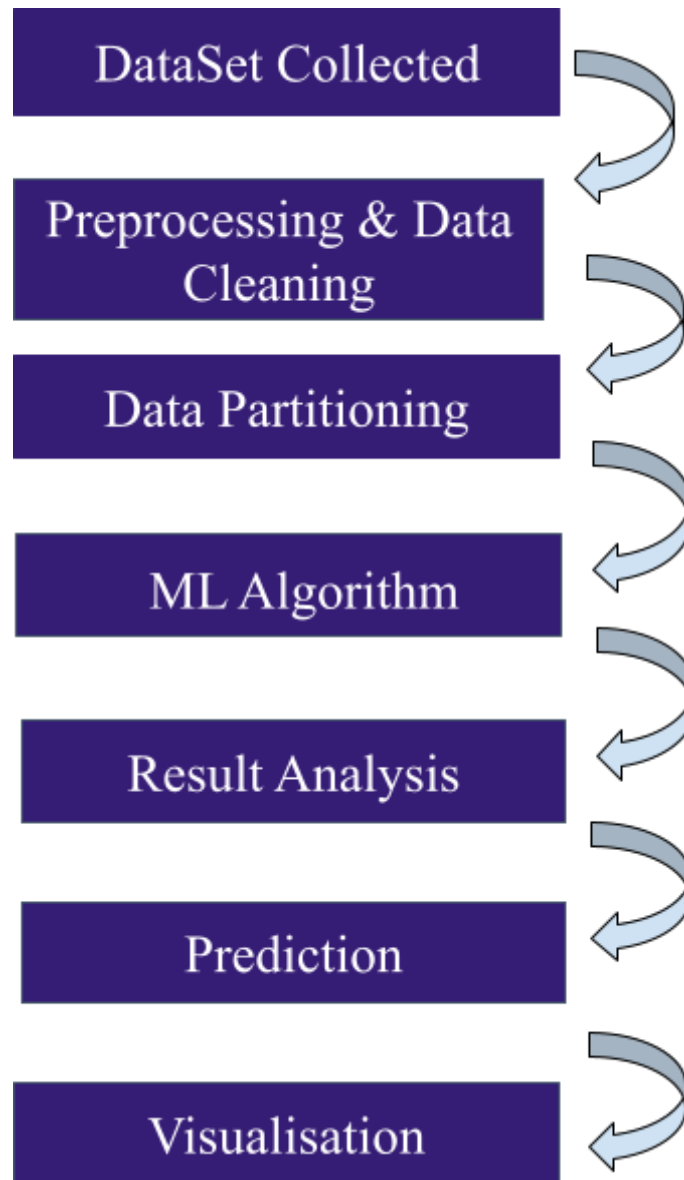 DataSet Collected
Preprocessing & Data
Cleaning
Data Partitioning
ML Algorithm
Result Analysis
Prediction
Visualisation